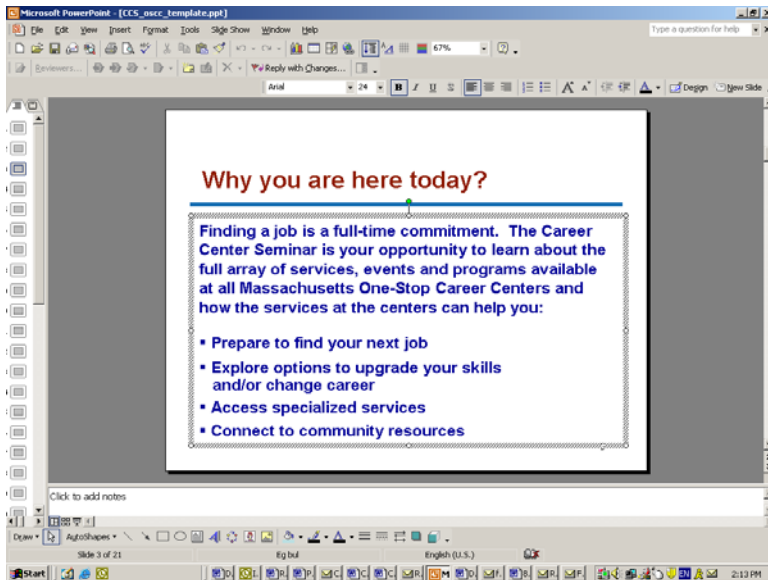 Microsoft PowerPoint - [CCS_oscc_template.ppt]
File Edit View Insert Format Tools Slide Show Window Help
Type a question for help
67%
Reviewers... Reply with Changes...
Arial 24 B I U S Design New Slide
Why you are here today?
Finding a job is a full-time commitment. The Career
Center Seminar is your opportunity to learn about the
full array of services, events and programs available
at all Massachusetts One-Stop Career Centers and
how the services at the centers can help you:
▪ Prepare to find your next job
▪ Explore options to upgrade your skills
and/or change career
▪ Access specialized services
▪ Connect to community resources
Click to add notes
Draw AutoShapes
Slide 3 of 21 Eg bul English (U.S.)
Start EN 2:13 PM